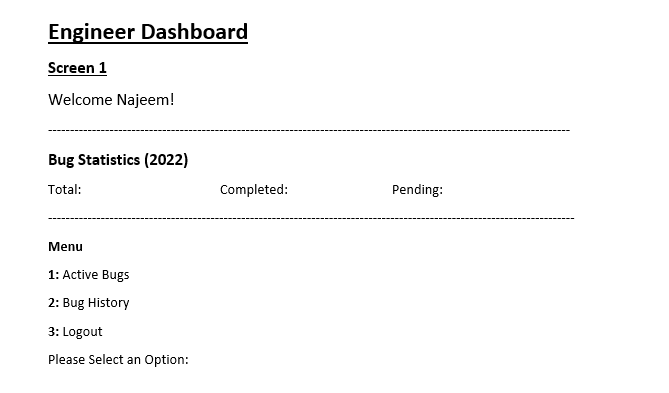 Engineer Dashboard
Screen 1
Welcome Najeem!
------------------------------------------------------------------------------------------------------------------------
Bug Statistics (2022)
Total: Completed: Pending:
-------------------------------------------------------------------------------------------------------------------------
Menu
1: Active Bugs
2: Bug History
3: Logout
Please Select an Option: